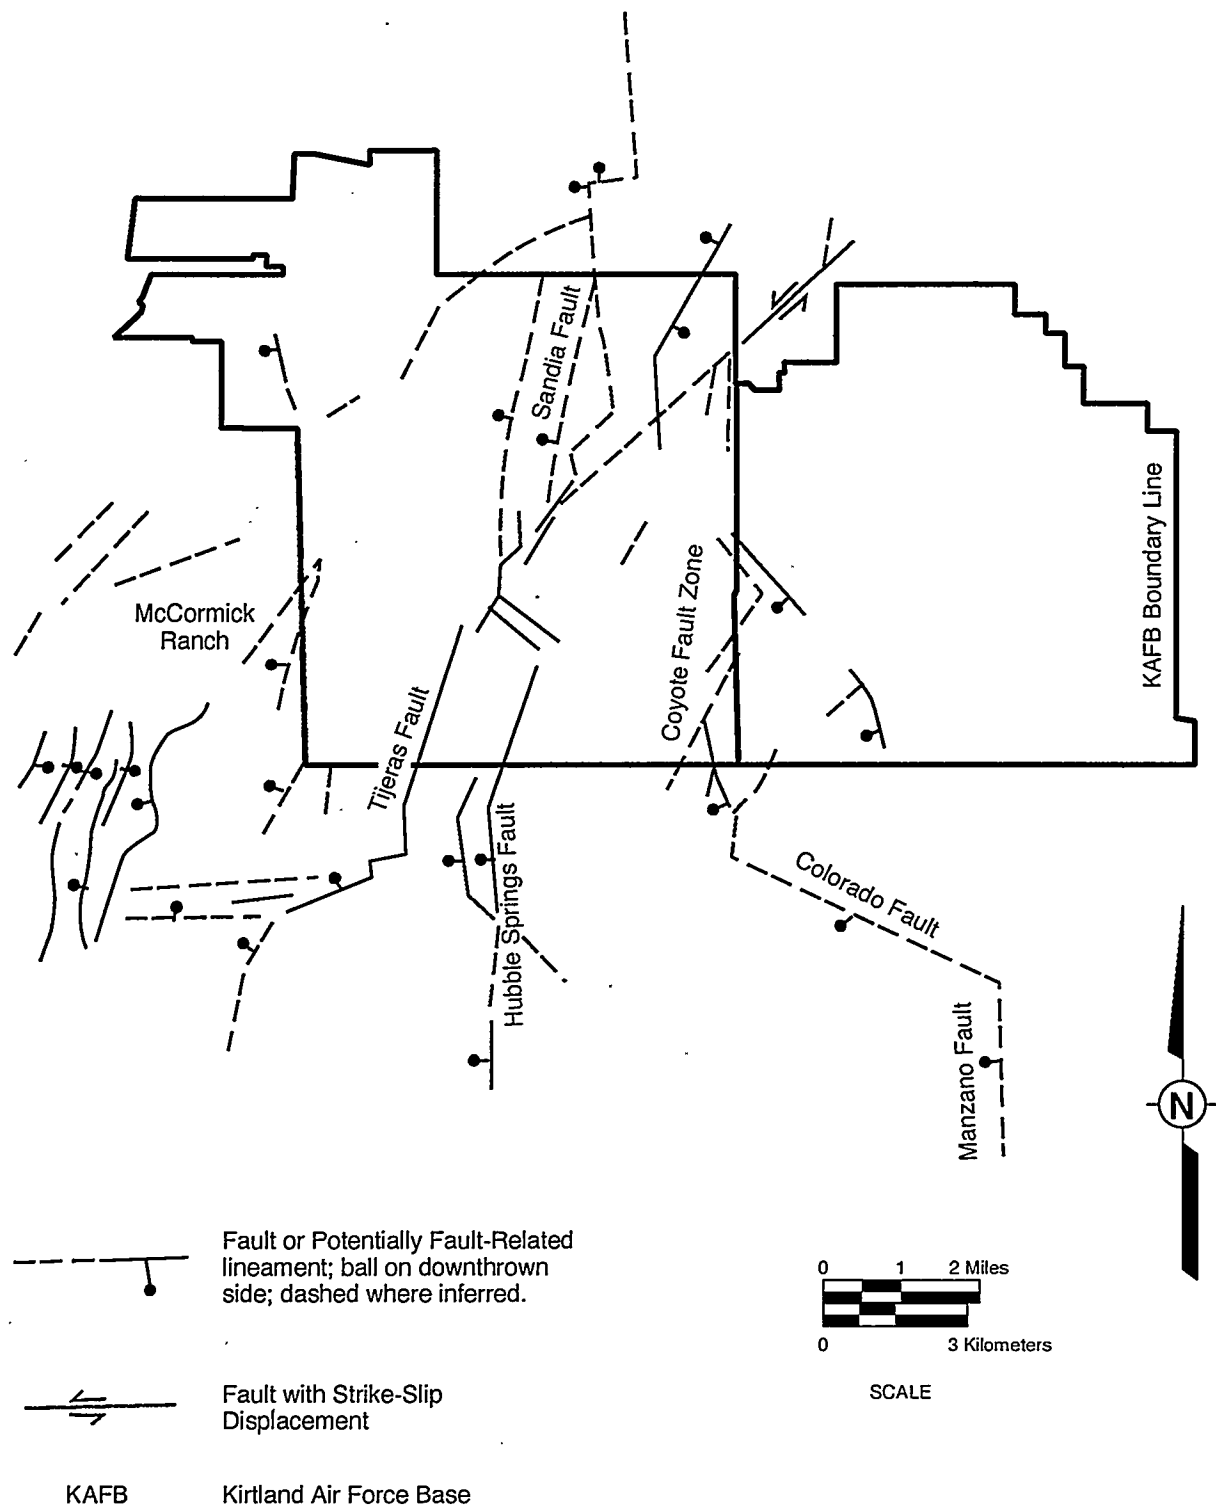 Sandia Fault
KAFB Boundary Line
McCormick
Ranch
Coyote Fault Zone
Tijeras Fault
Hubble Springs Fault
Colorado Fault
Manzano Fault
N
Fault or Potentially Fault-Related
lineament; ball on downthrown
side; dashed where inferred.
0 1 2 Miles
0 3 Kilometers
SCALE
Fault with Strike-Slip
Displacement
KAFB Kirtland Air Force Base